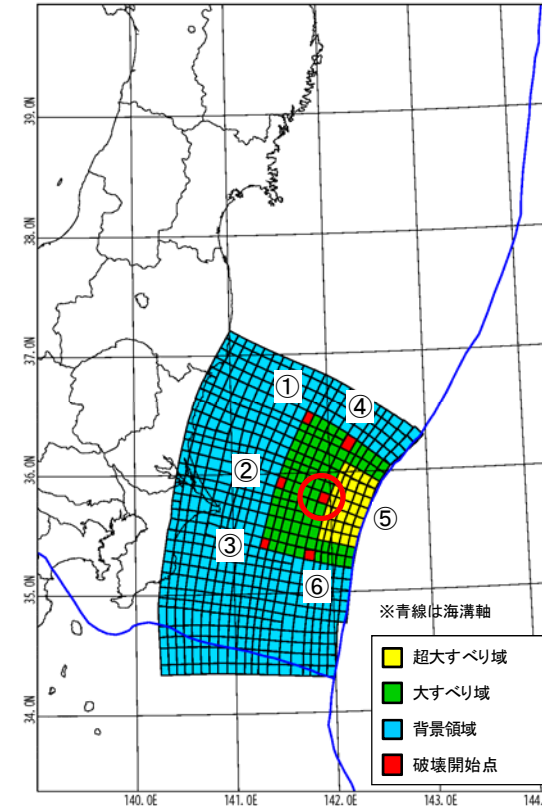 39.0N
38.0N
37.0N
36.0N
35.0N
34.0N
①
④
②
⑤
③
⑥
※青線は海溝軸
超大すべり域
大すべり域
背景領域
破壊開始点
140.0E
141.0E
142.0E
143.0E
144.